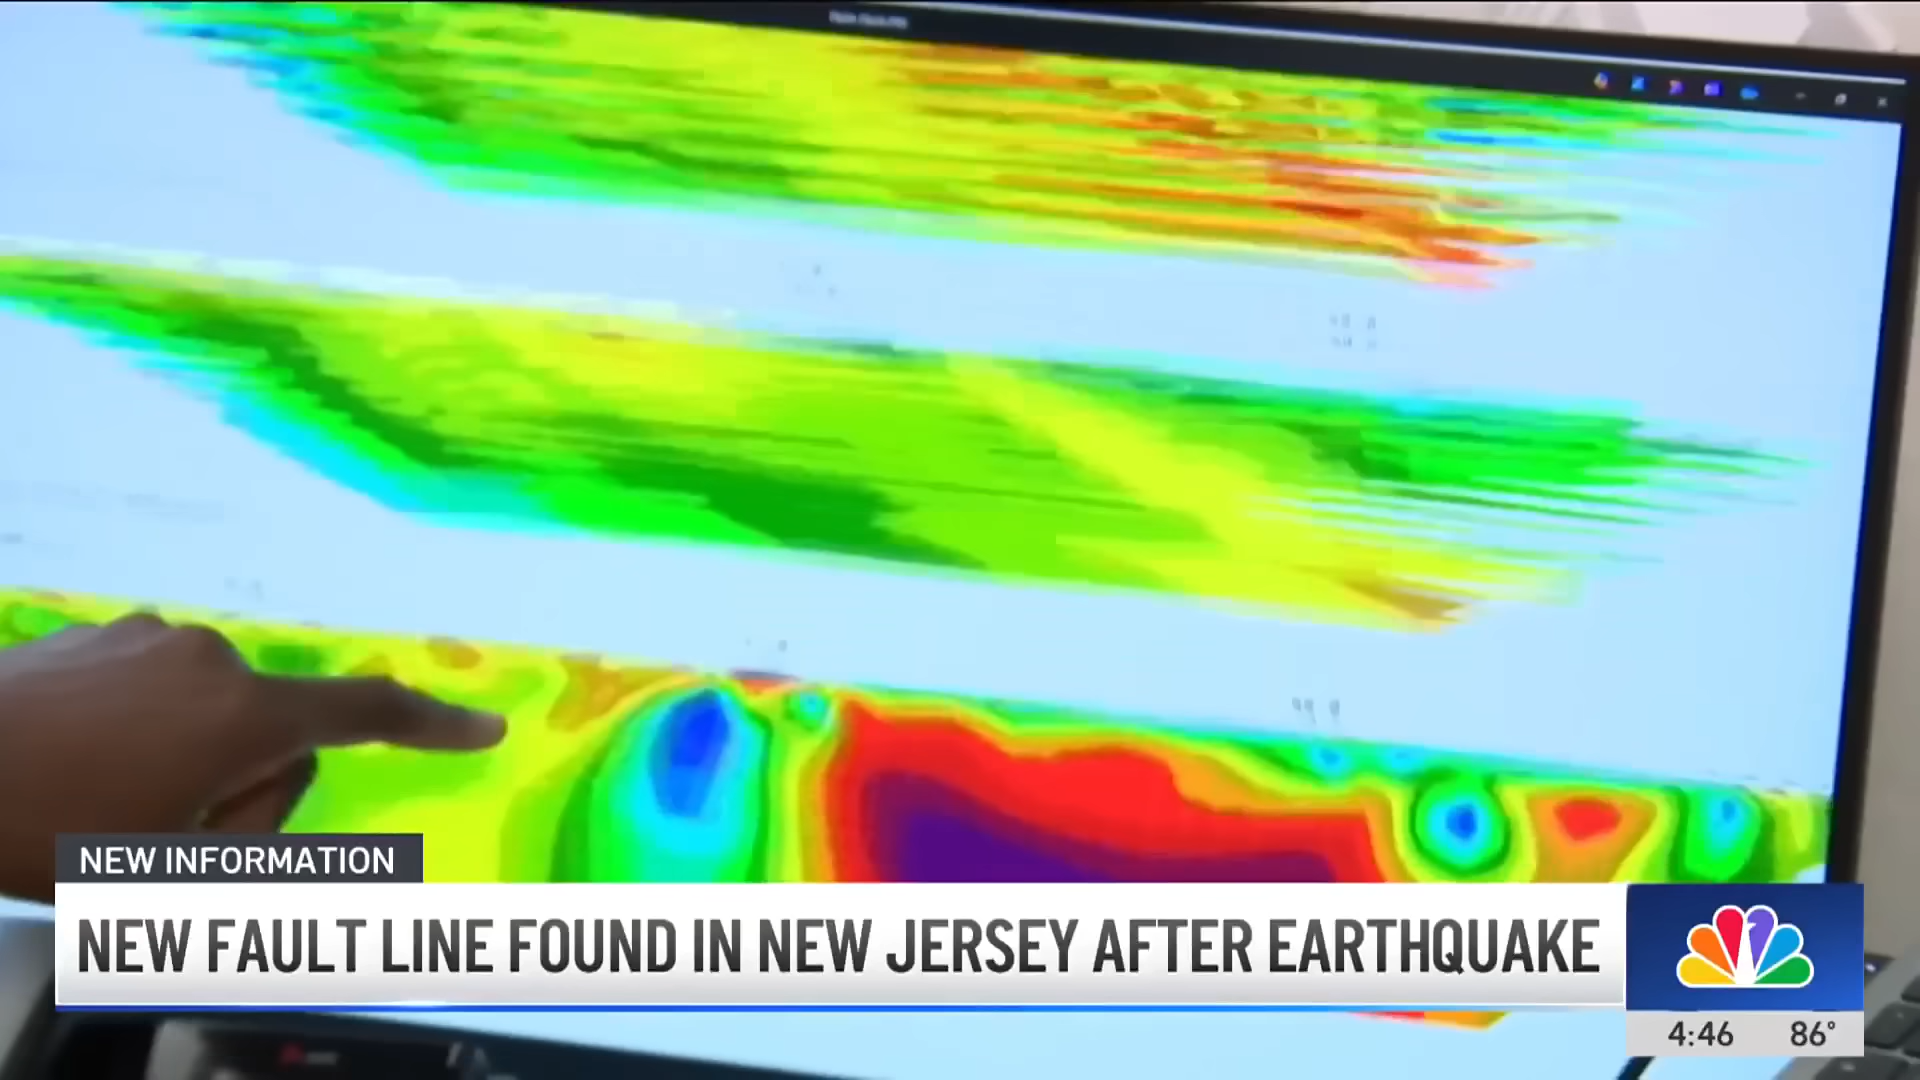 NEW INFORMATION
NEW FAULT LINE FOUND IN NEW JERSEY AFTER EARTHQUAKE
4:46 86°